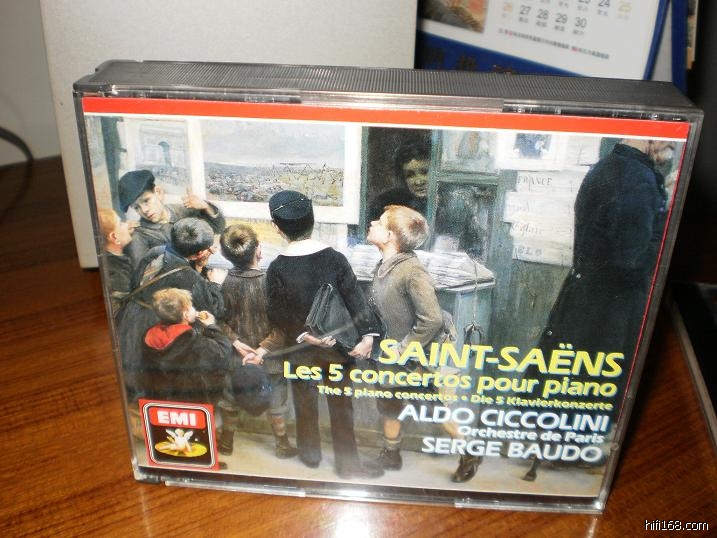 26 27 28 29 30
24 25
FRANCE
SAINT-SAËNS
Les 5 concertos pour piano
The 5 piano concertos • Die 5 Klavierkonzerte
ALDO CICCOLINI
Orchestre de Paris
SERGE BAUDO
EMI
hifi168.com